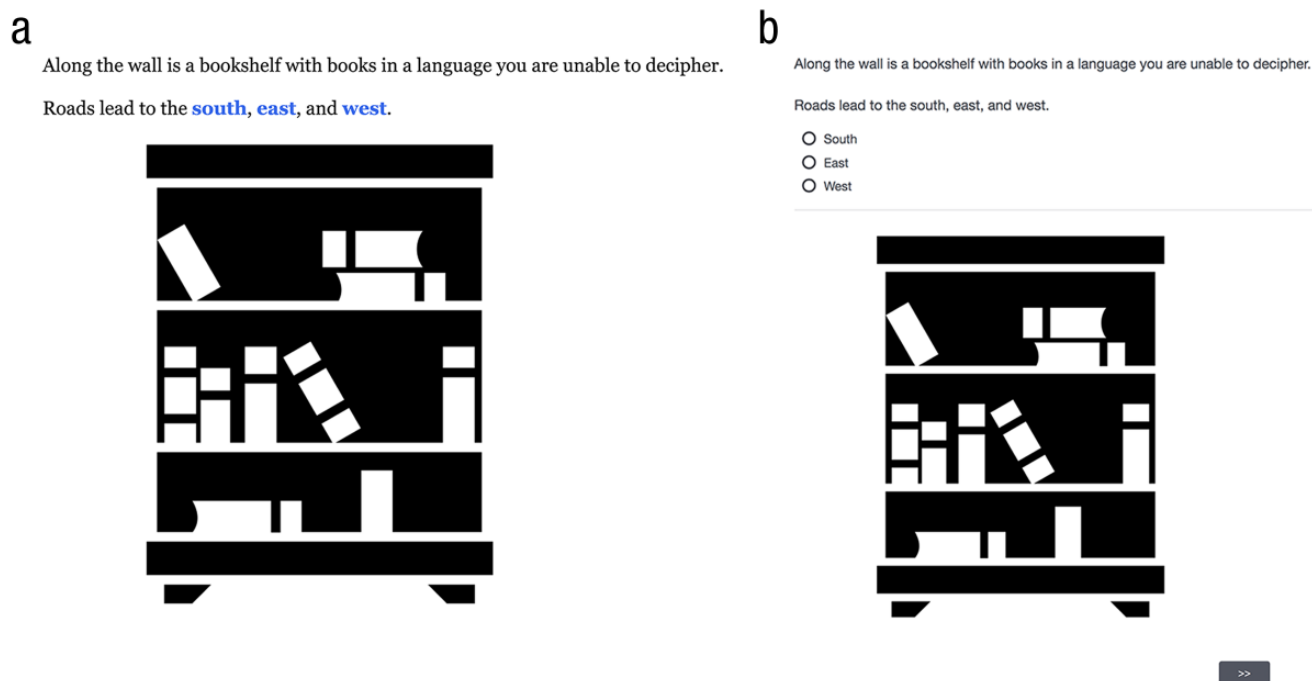 a
Along the wall is a bookshelf with books in a language you are unable to decipher.
Roads lead to the south, east, and west.
b
Along the wall is a bookshelf with books in a language you are unable to decipher.
Roads lead to the south, east, and west.
South
East
West
>>